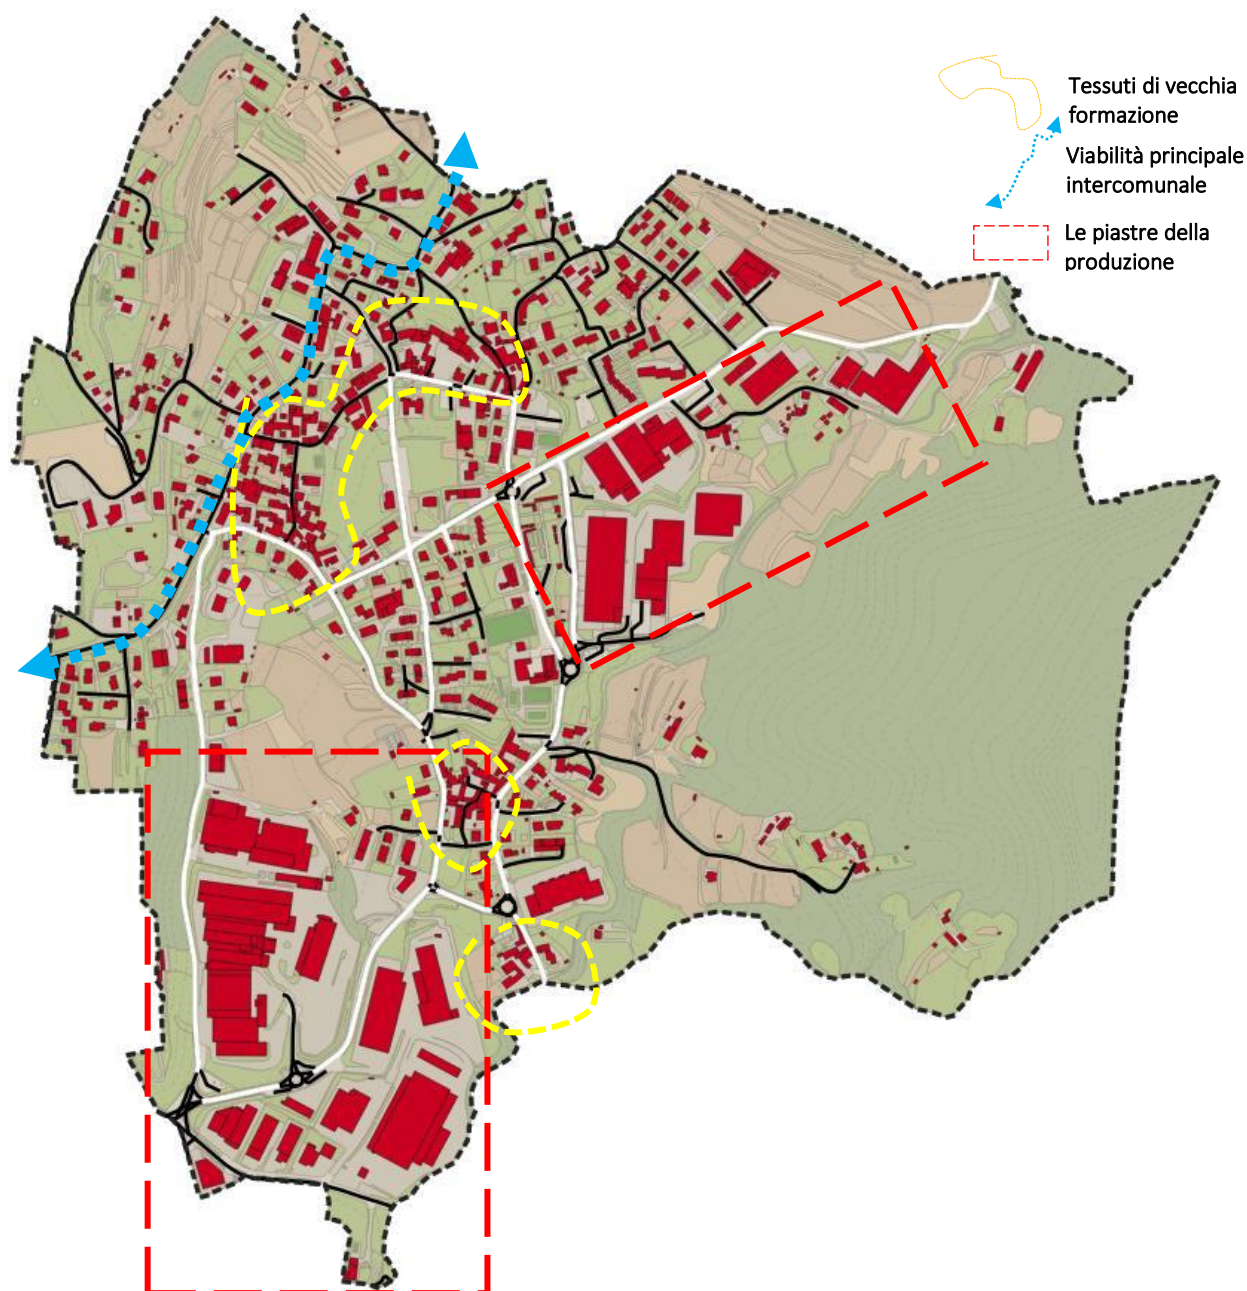 Tessuti di vecchia
formazione
Viabilità principale
intercomunale
Le piastre della
produzione